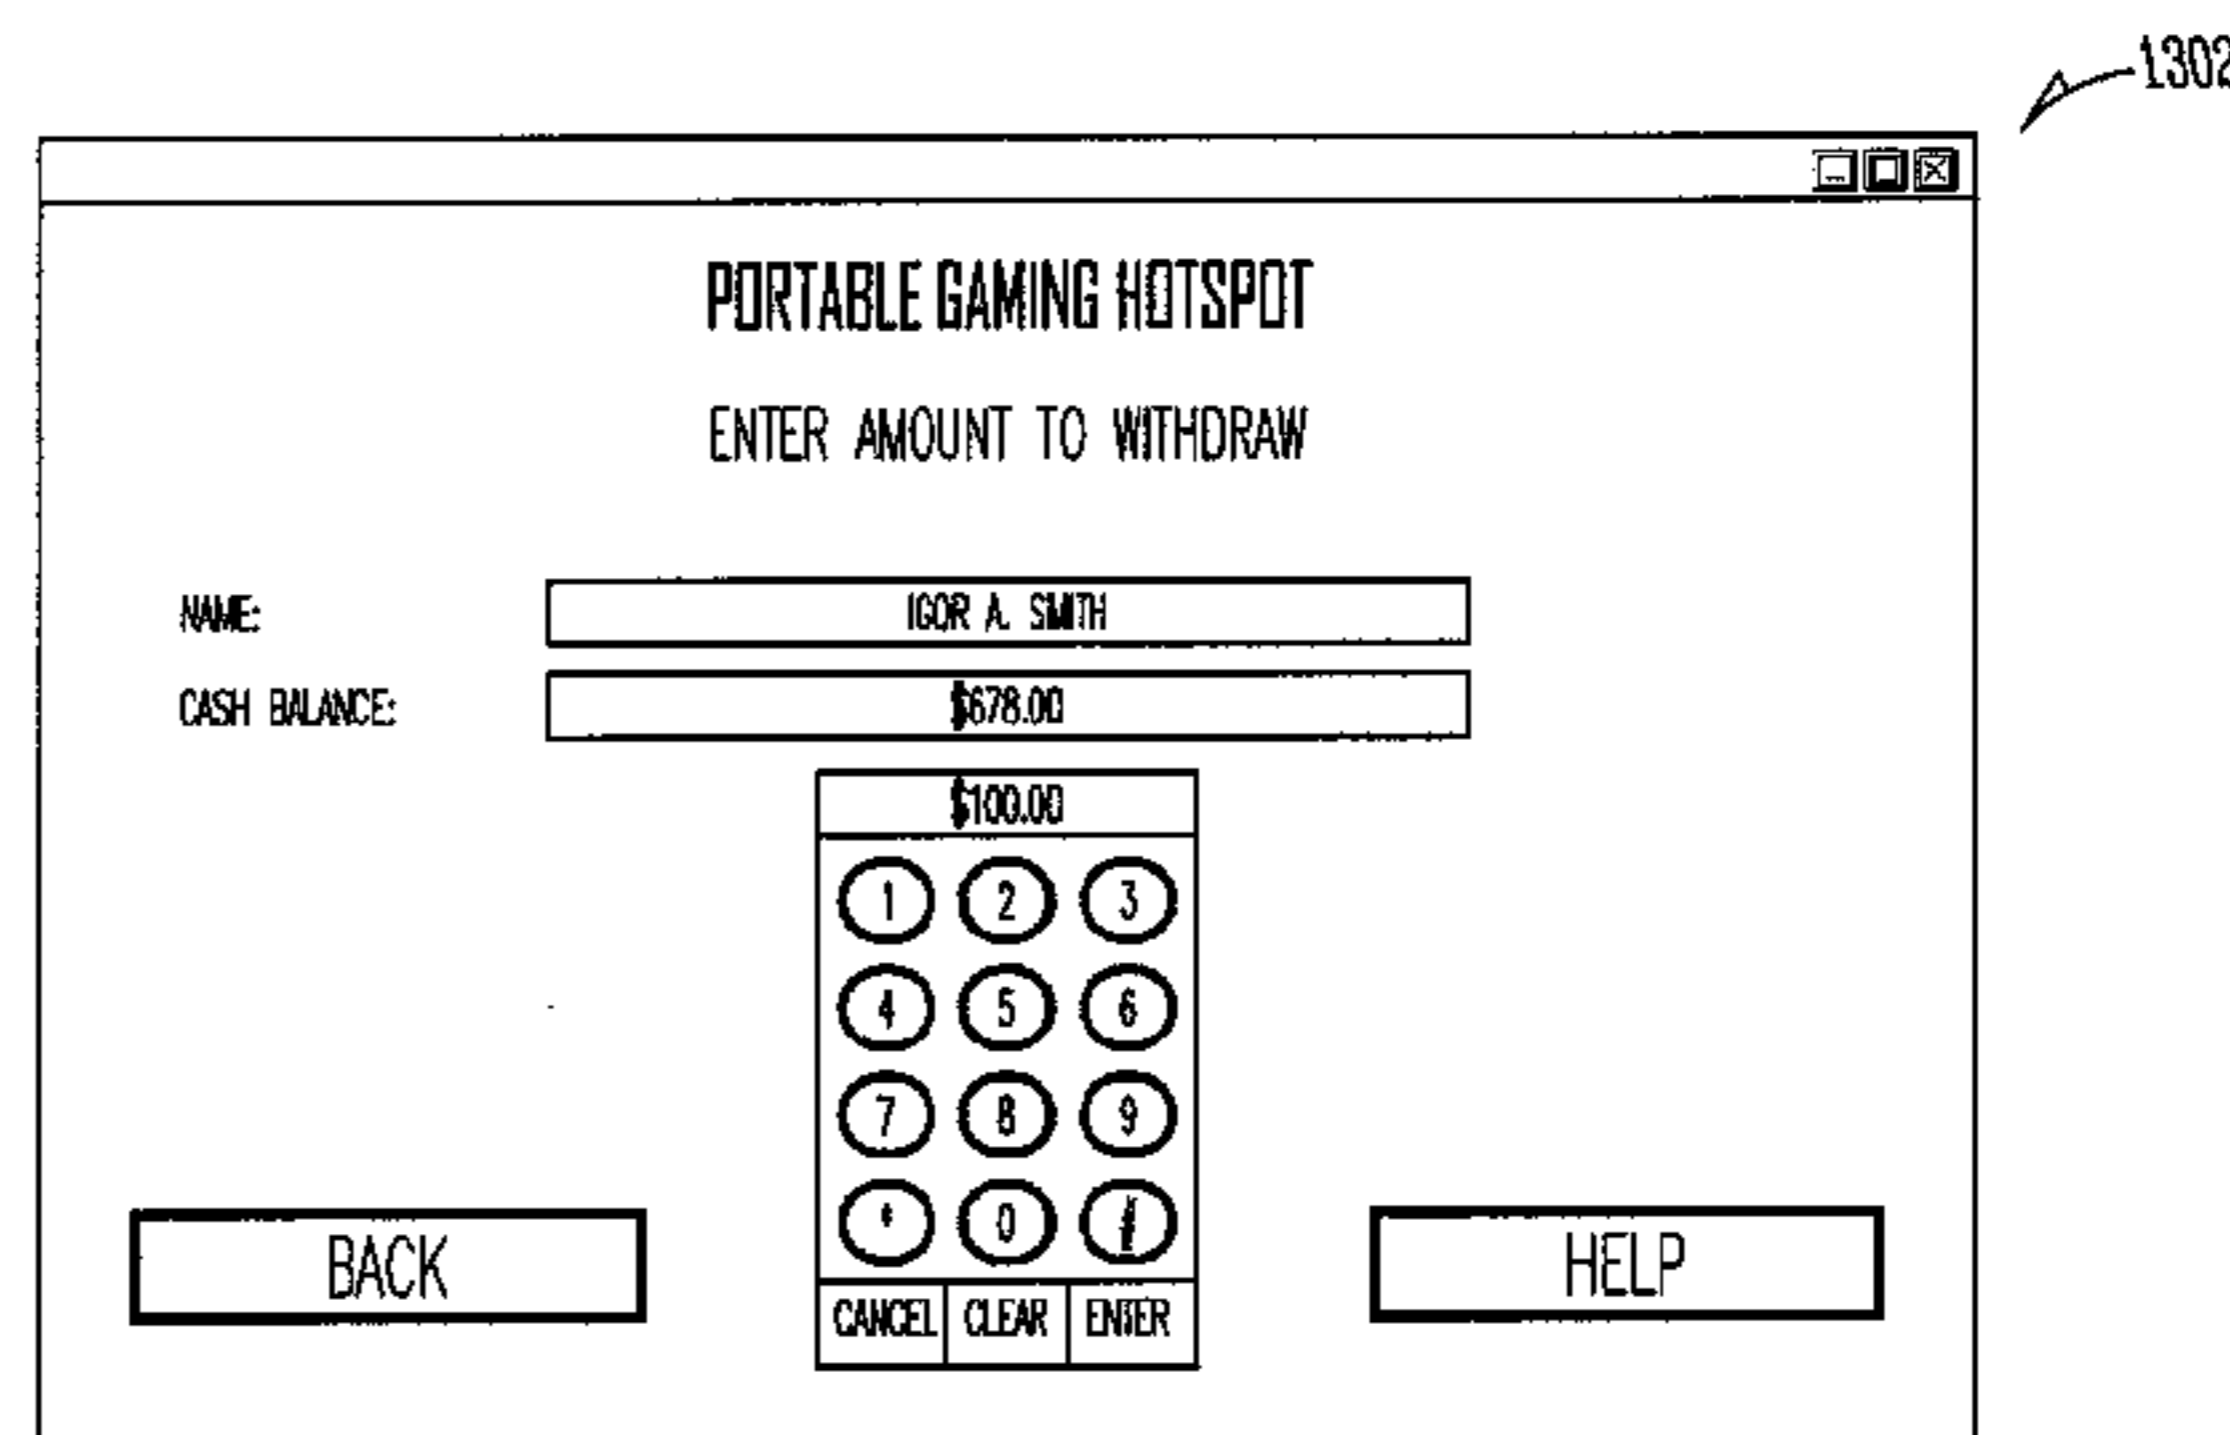 1302
PORTABLE GAMING HOTSPOT
ENTER AMOUNT TO WITHDRAW
NAME: IGOR A. SMITH
CASH BALANCE: $678.00
$100.00
1 2 3
4 5 6
7 8 9
* 0 #
BACK
HELP
CANCEL CLEAR ENTER